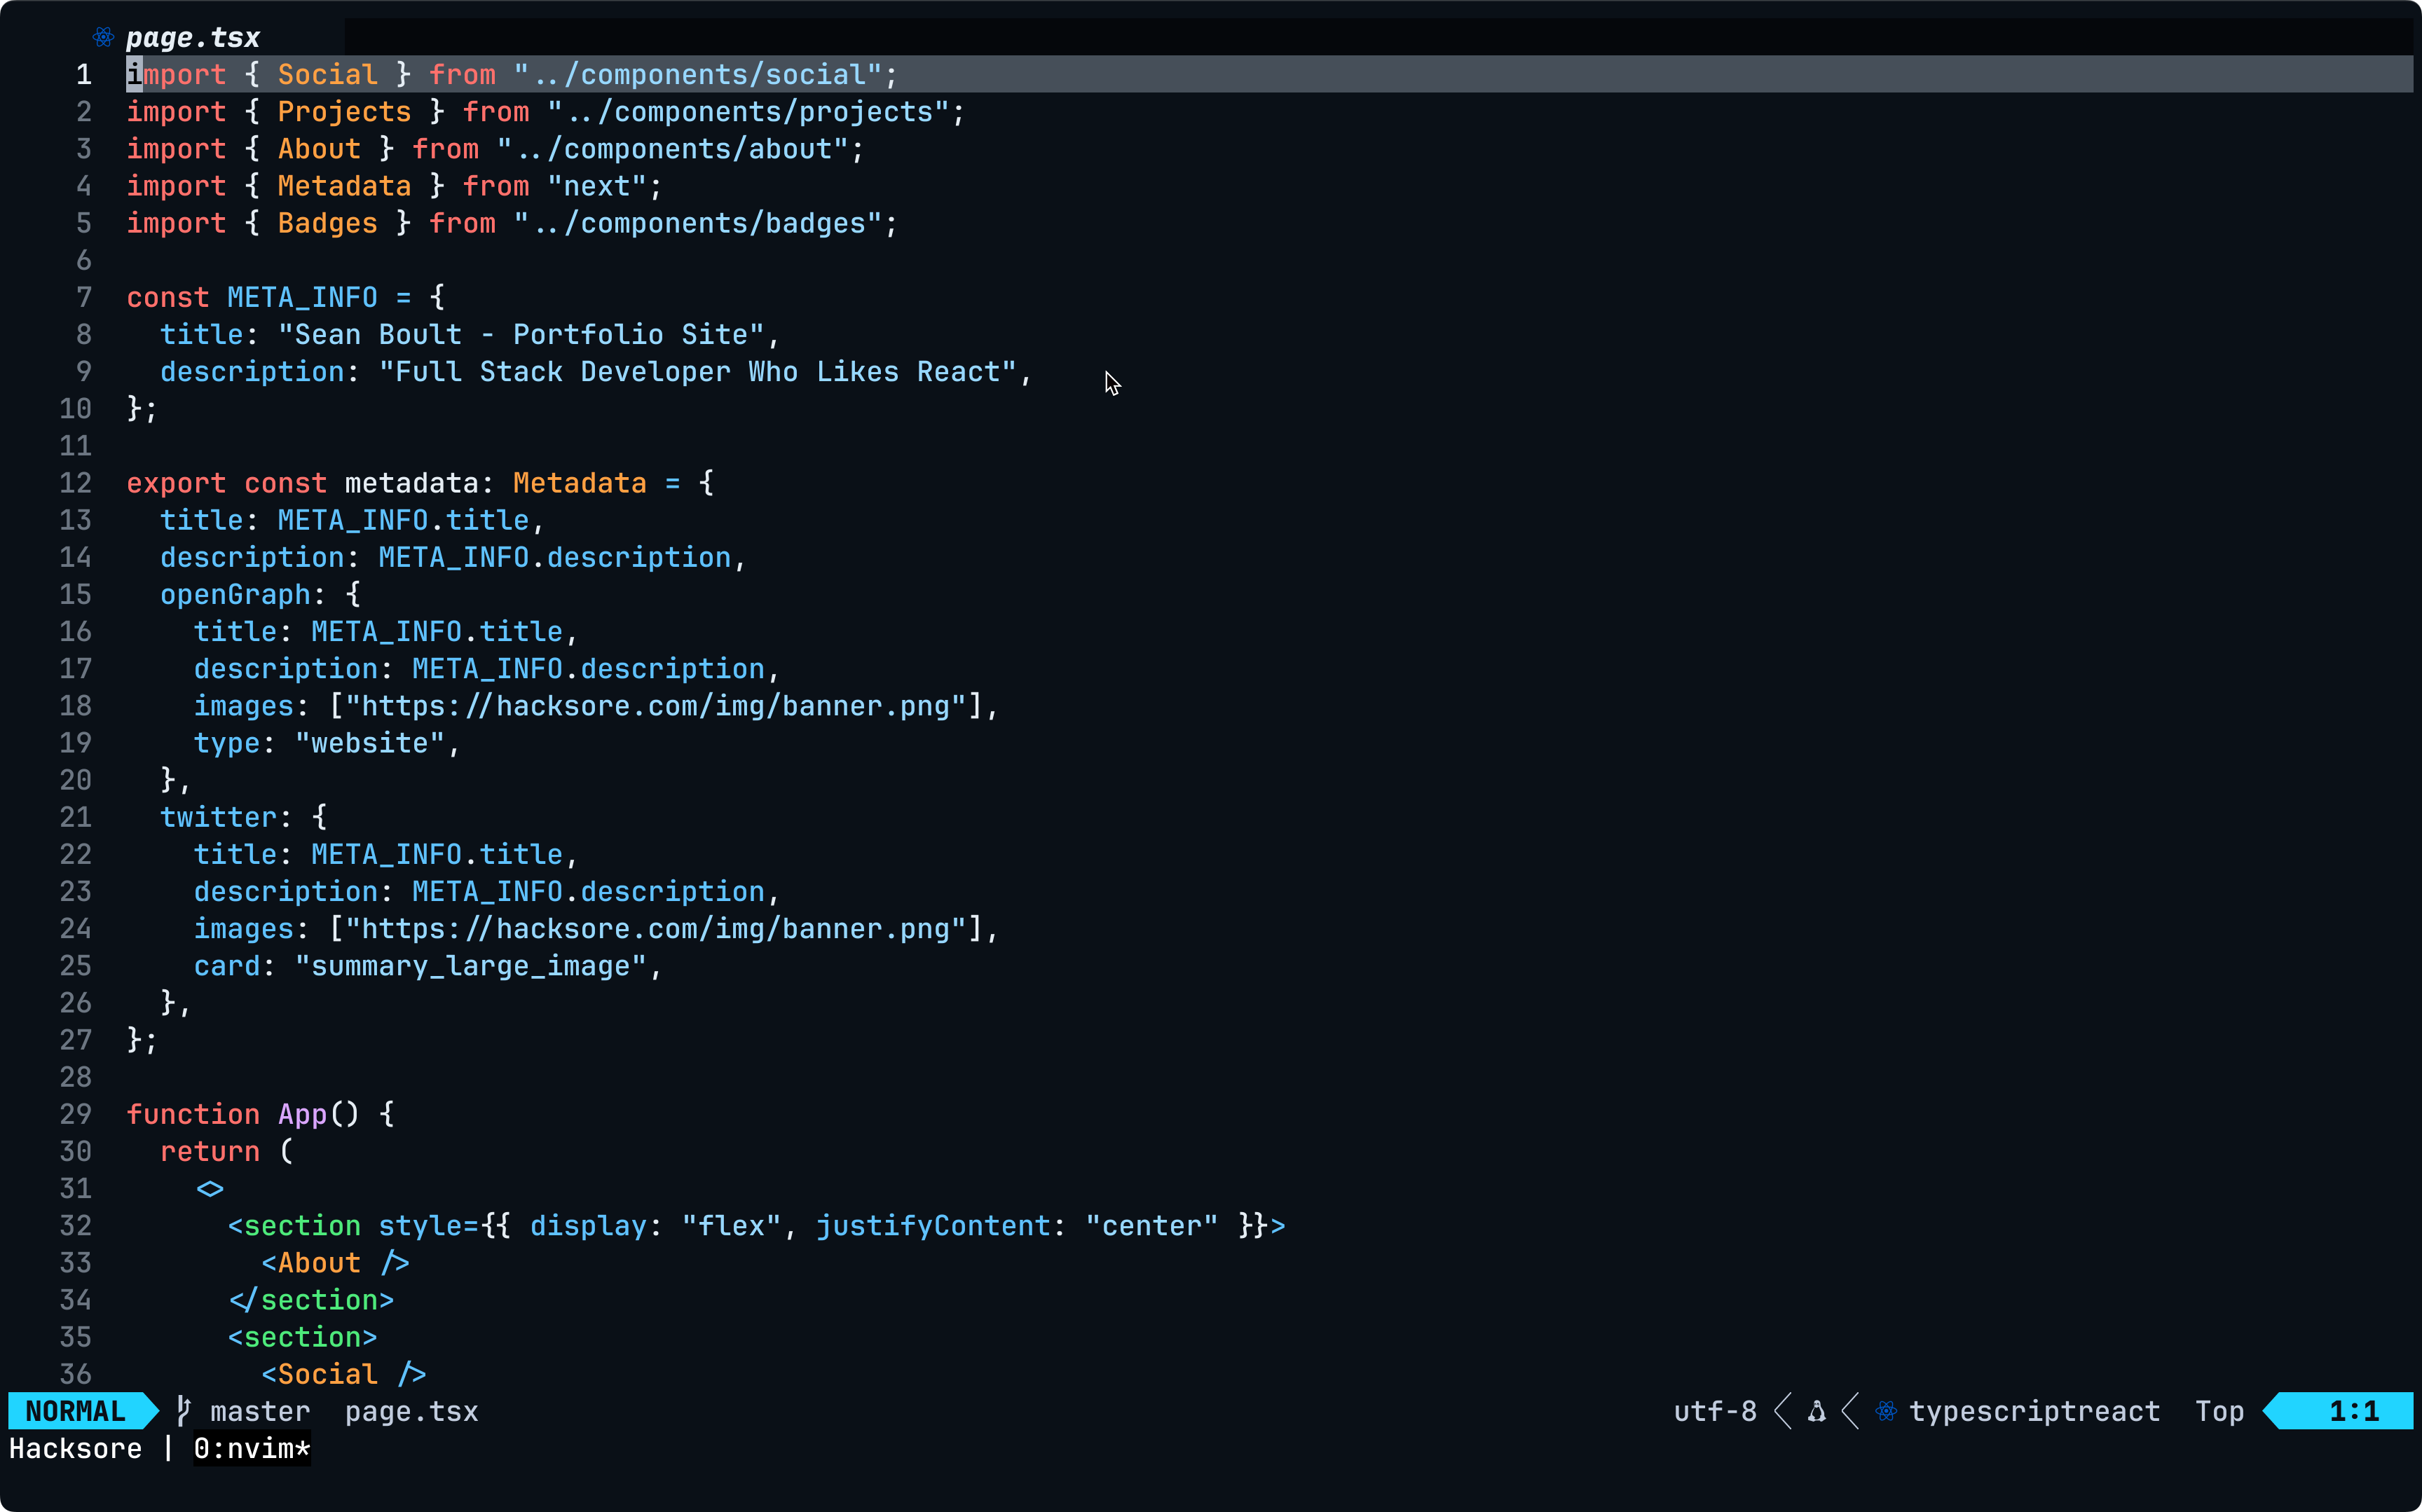 page.tsx
1 import { Social } from "../components/social";
2 import { Projects } from "../components/projects";
3 import { About } from "../components/about";
4 import { Metadata } from "next";
5 import { Badges } from "../components/badges";
6
7 const META_INFO = {
8   title: "Sean Boult - Portfolio Site",
9   description: "Full Stack Developer Who Likes React",
10 };
11
12 export const metadata: Metadata = {
13   title: META_INFO.title,
14   description: META_INFO.description,
15   openGraph: {
16     title: META_INFO.title,
17     description: META_INFO.description,
18     images: ["https://hacksore.com/img/banner.png"],
19     type: "website",
20   },
21   twitter: {
22     title: META_INFO.title,
23     description: META_INFO.description,
24     images: ["https://hacksore.com/img/banner.png"],
25     card: "summary_large_image",
26   },
27 };
28
29 function App() {
30   return (
31     <>
32       <section style={{ display: "flex", justifyContent: "center" }}>
33         <About />
34       </section>
35       <section>
36         <Social />
NORMAL master page.tsx utf-8 typescriptreact Top 1:1
Hacksore | 0:nvim*